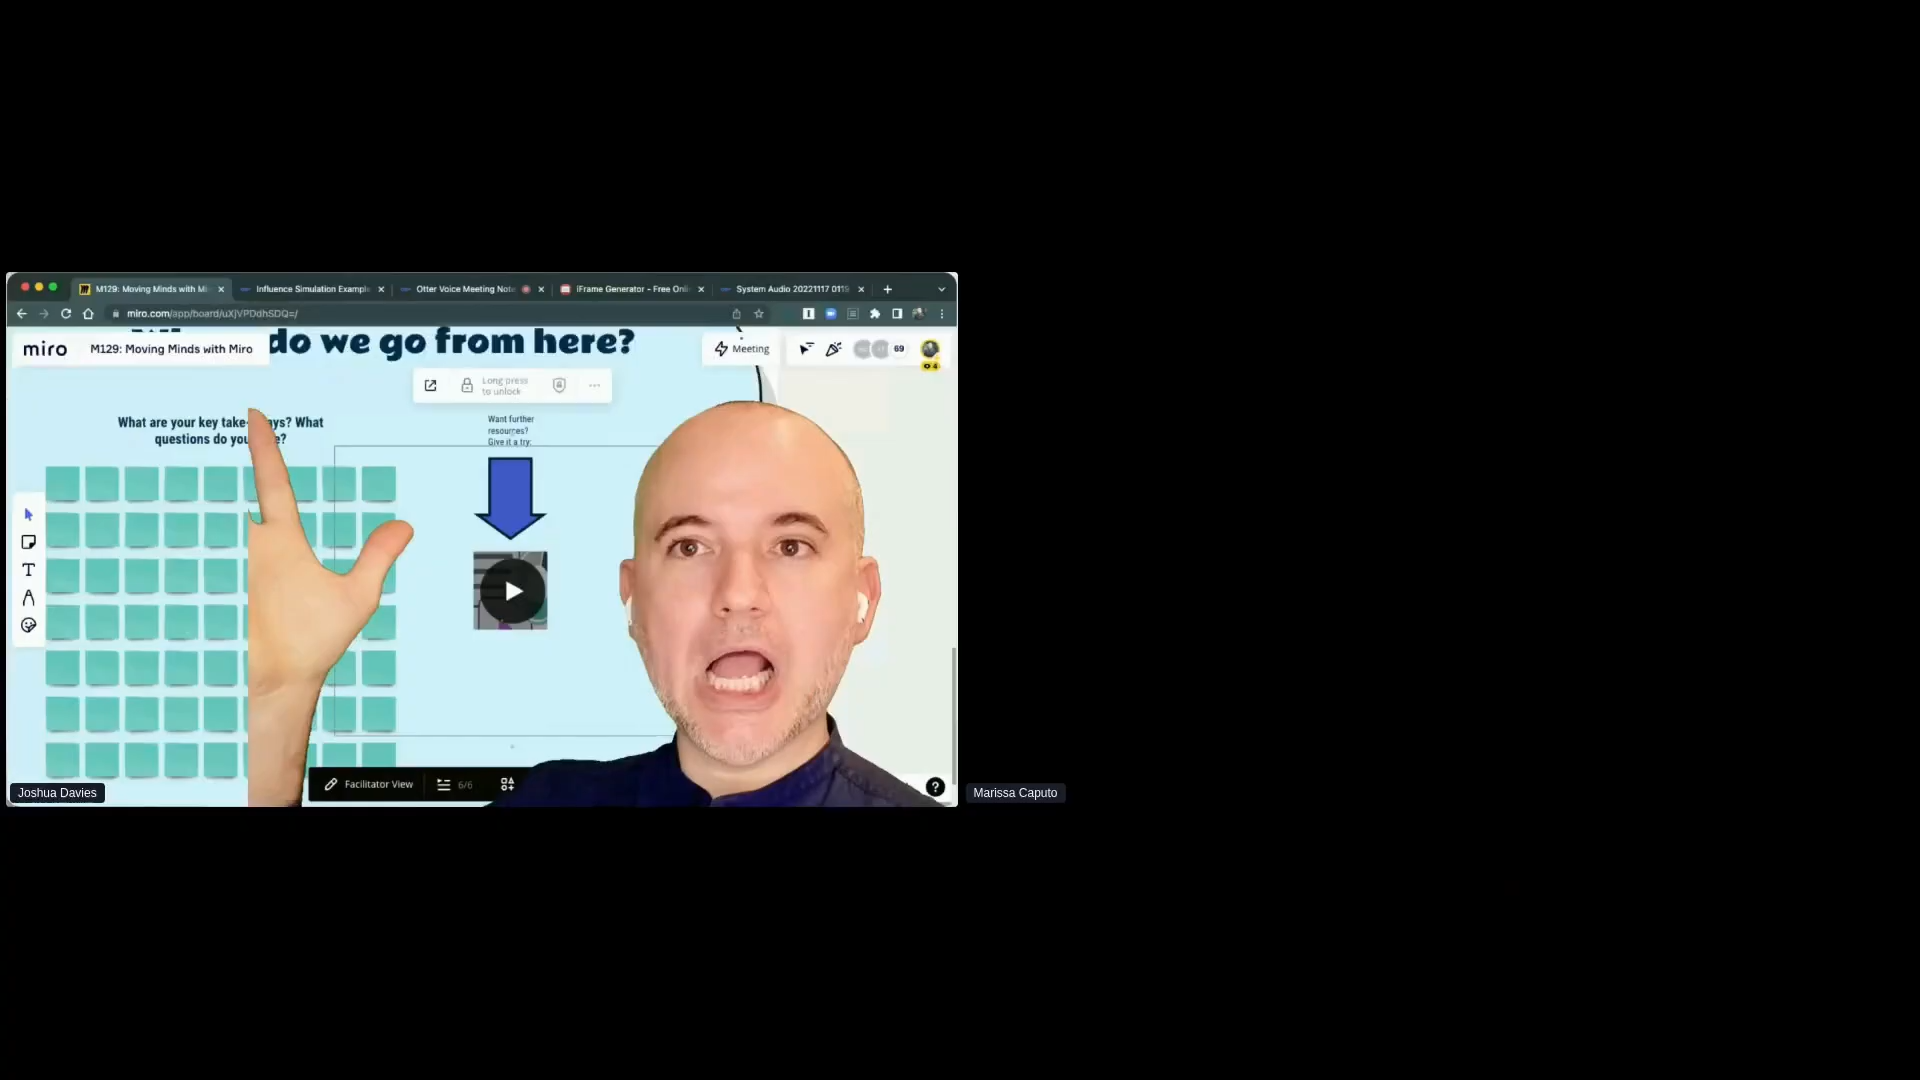 M129: Moving Minds with Mi
Influence Simulation Exampl
Otter Voice Meeting Note
iFrame Generator - Free Onli
System Audio 20221117 0119
miro.com/app/board/uXjVPDdhSDQ=/
do we go from here?
miro
M129: Moving Minds with Miro
Meeting
69
4
Long press
to unlock
What are your key take- ays? What
questions do you e?
Want further
resources?
Give it a try:
T
Facilitator View
6/6
?
Joshua Davies
Marissa Caputo